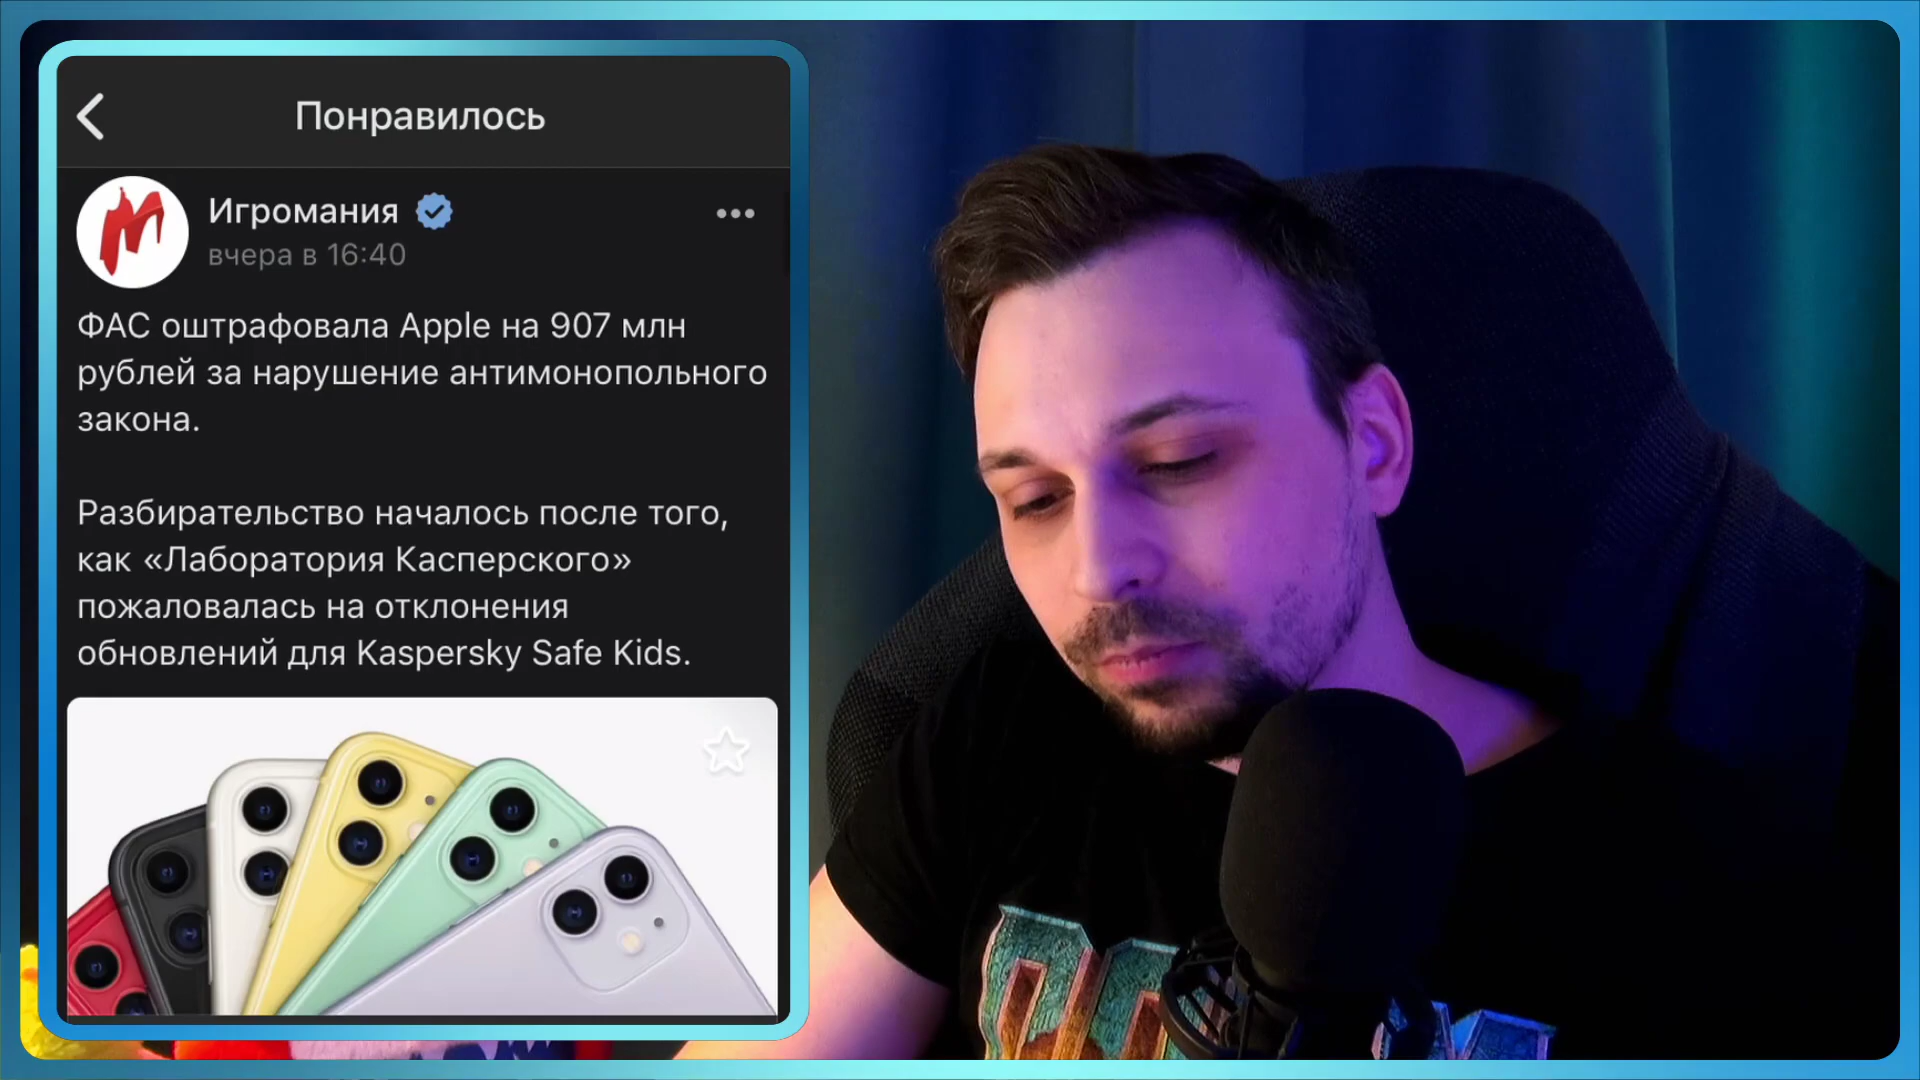 Понравилось
Игромания
вчера в 16:40
ФАС оштрафовала Apple на 907 млн
рублей за нарушение антимонопольного
закона.
Разбирательство началось после того,
как «Лаборатория Касперского»
пожаловалась на отклонения
обновлений для Kaspersky Safe Kids.